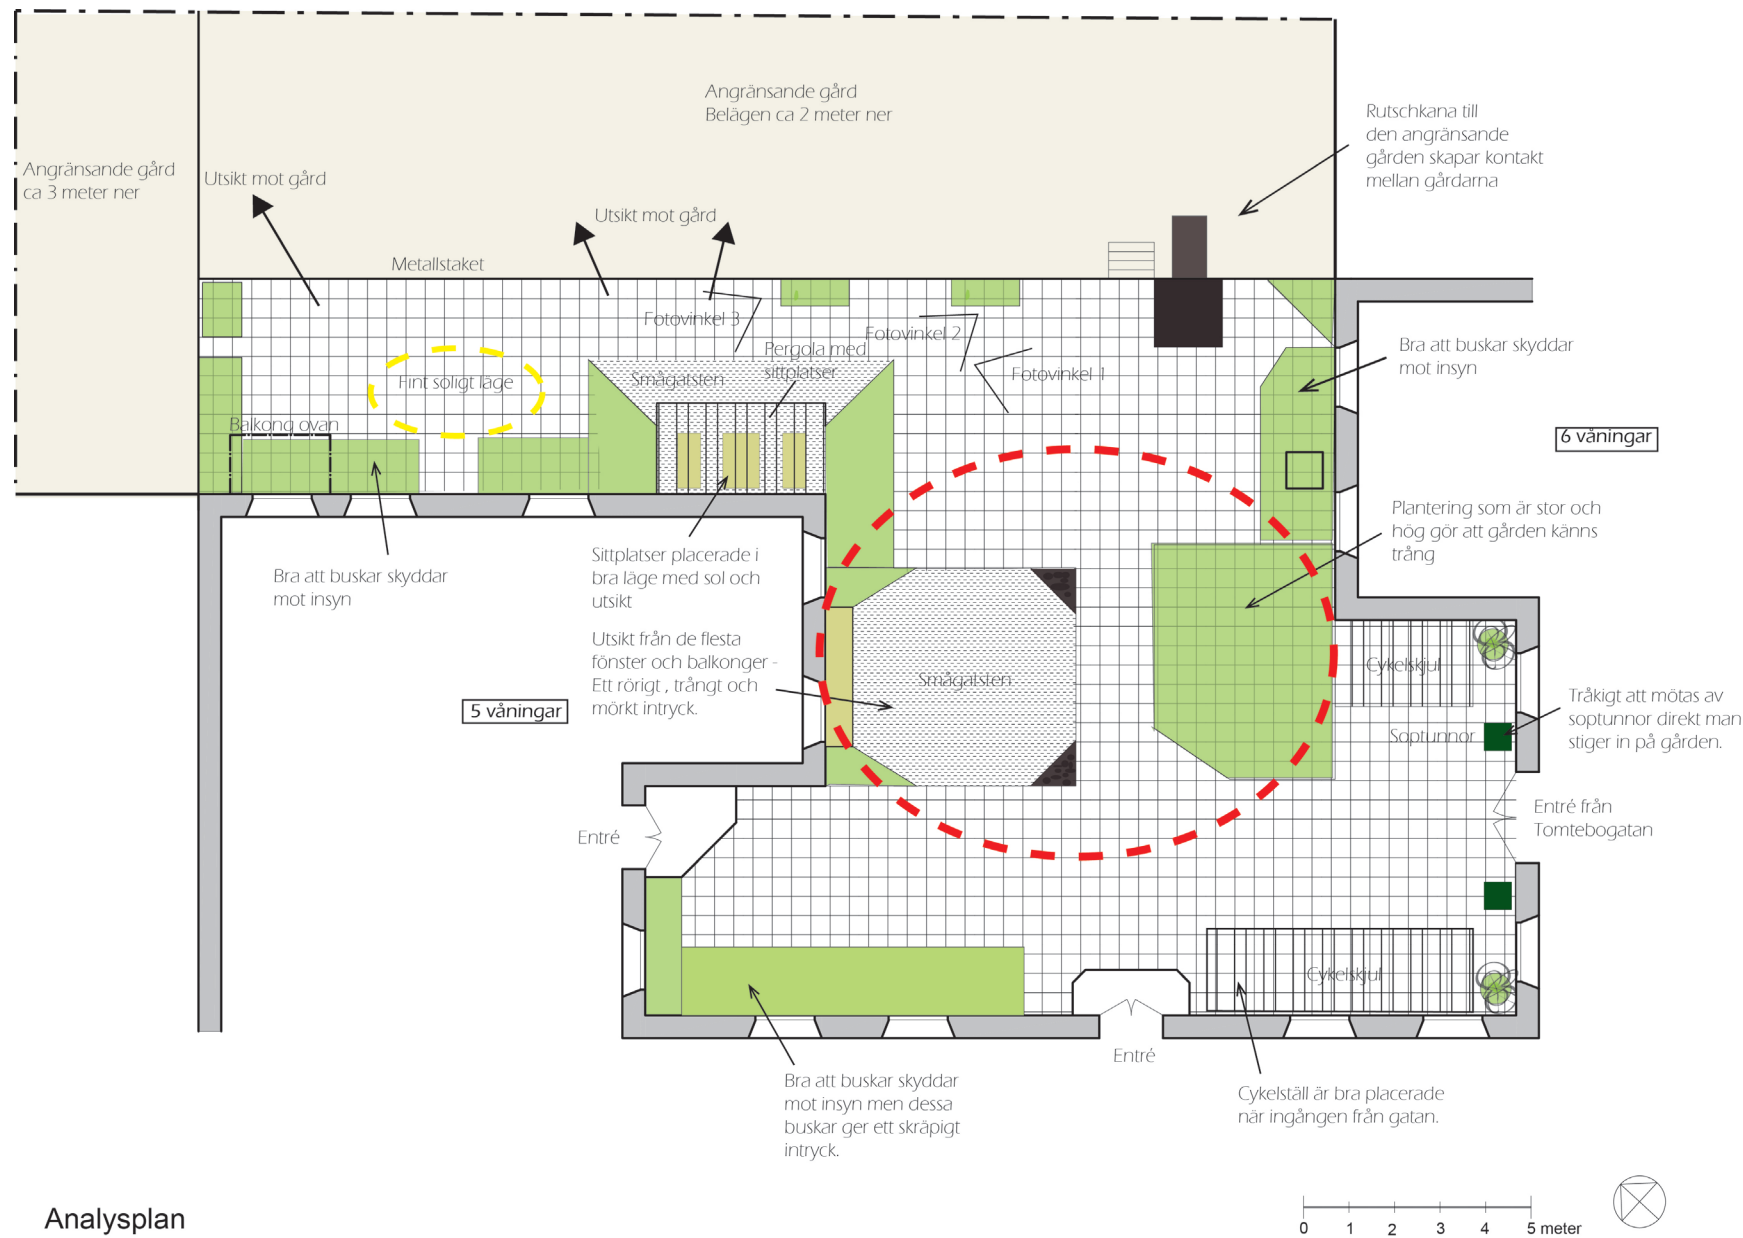 Angränsande gård
Belägen ca 2 meter ner
Rutschkana till
den angränsande
gården skapar kontakt
mellan gårdarna
Angränsande gård
ca 3 meter ner
Utsikt mot gård
Utsikt mot gård
Metallstaket
Fotovinkel 3
Fotovinkel 2
Pergola med
sittplatser
Fotovinkel 1
Bra att buskar skyddar
mot insyn
Smågatsten
Fint soligt läge
Balkong ovan
6 våningar
Plantering som är stor och
hög gör att gården känns
trång
Sittplatser placerade i
bra läge med sol och
utsikt
Bra att buskar skyddar
mot insyn
Utsikt från de flesta
fönster och balkonger -
Ett rörigt , trångt och
mörkt intryck.
Smågatsten
Cykelskjul
5 våningar
Tråkigt att mötas av
soptunnor direkt man
stiger in på gården.
Soptunnor
Entré från
Tomtebogatan
Entré
Cykelskjul
Entré
Bra att buskar skyddar
mot insyn men dessa
buskar ger ett skräpigt
intryck.
Cykelställ är bra placerade
när ingången från gatan.
Analysplan
0 1 2 3 4 5 meter